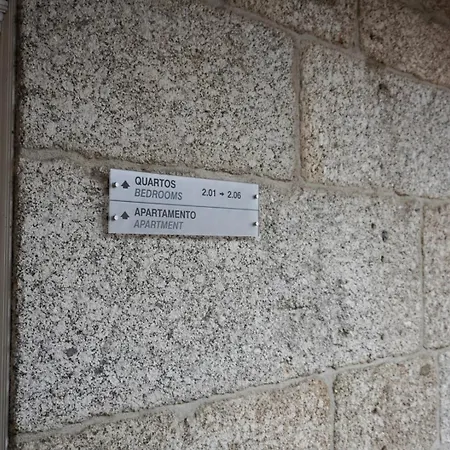 QUARTOS 2.01 → 2.06
BEDROOMS
APARTAMENTO
APARTMENT